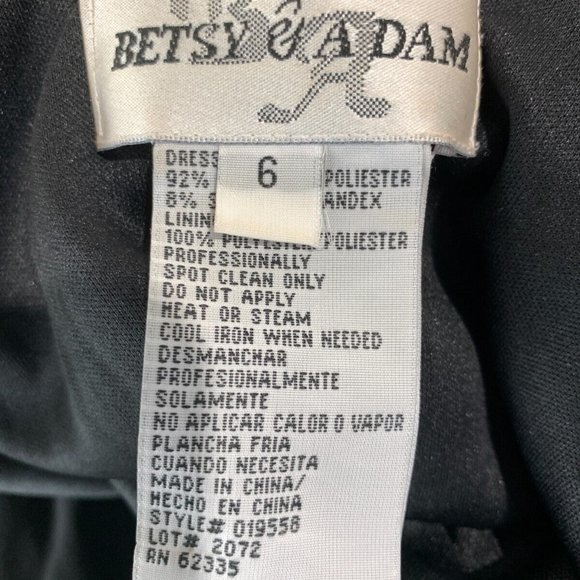 BETSY & ADAM
6
DRESS
92% POLIESTER
8% S ANDEX
LINING
100% POLYESTER/POLIESTER
PROFESSIONALLY
SPOT CLEAN ONLY
DO NOT APPLY
HEAT OR STEAM
COOL IRON WHEN NEEDED
DESMANCHAR
PROFESIONALMENTE
SOLAMENTE
NO APLICAR CALOR O VAPOR
PLANCHA FRIA
CUANDO NECESITA
MADE IN CHINA/
HECHO EN CHINA
STYLE# 019558
LOT# 2072
RN 62335